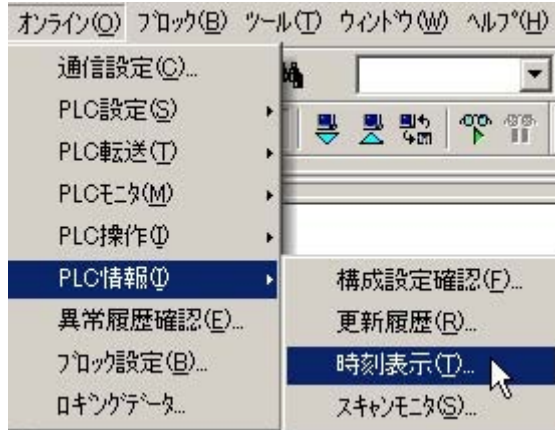 オンライン(O) ブロック(B) ツール(T) ウィンドウ(W) ヘルプ(H)
通信設定(C)...
PLC設定(S)
PLC転送(T)
PLCモニタ(M)
PLC操作(I)
PLC情報(I)
構成設定確認(F)...
異常履歴確認(E)...
更新履歴(R)...
ブロック設定(B)...
時刻表示(T)...
ロギングデータ...
スキャンモニタ(S)...